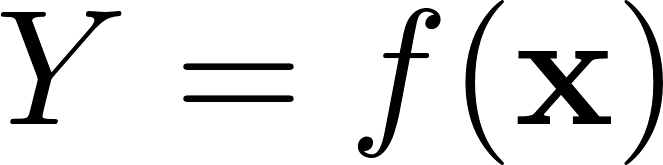 Y = f(𝐱)